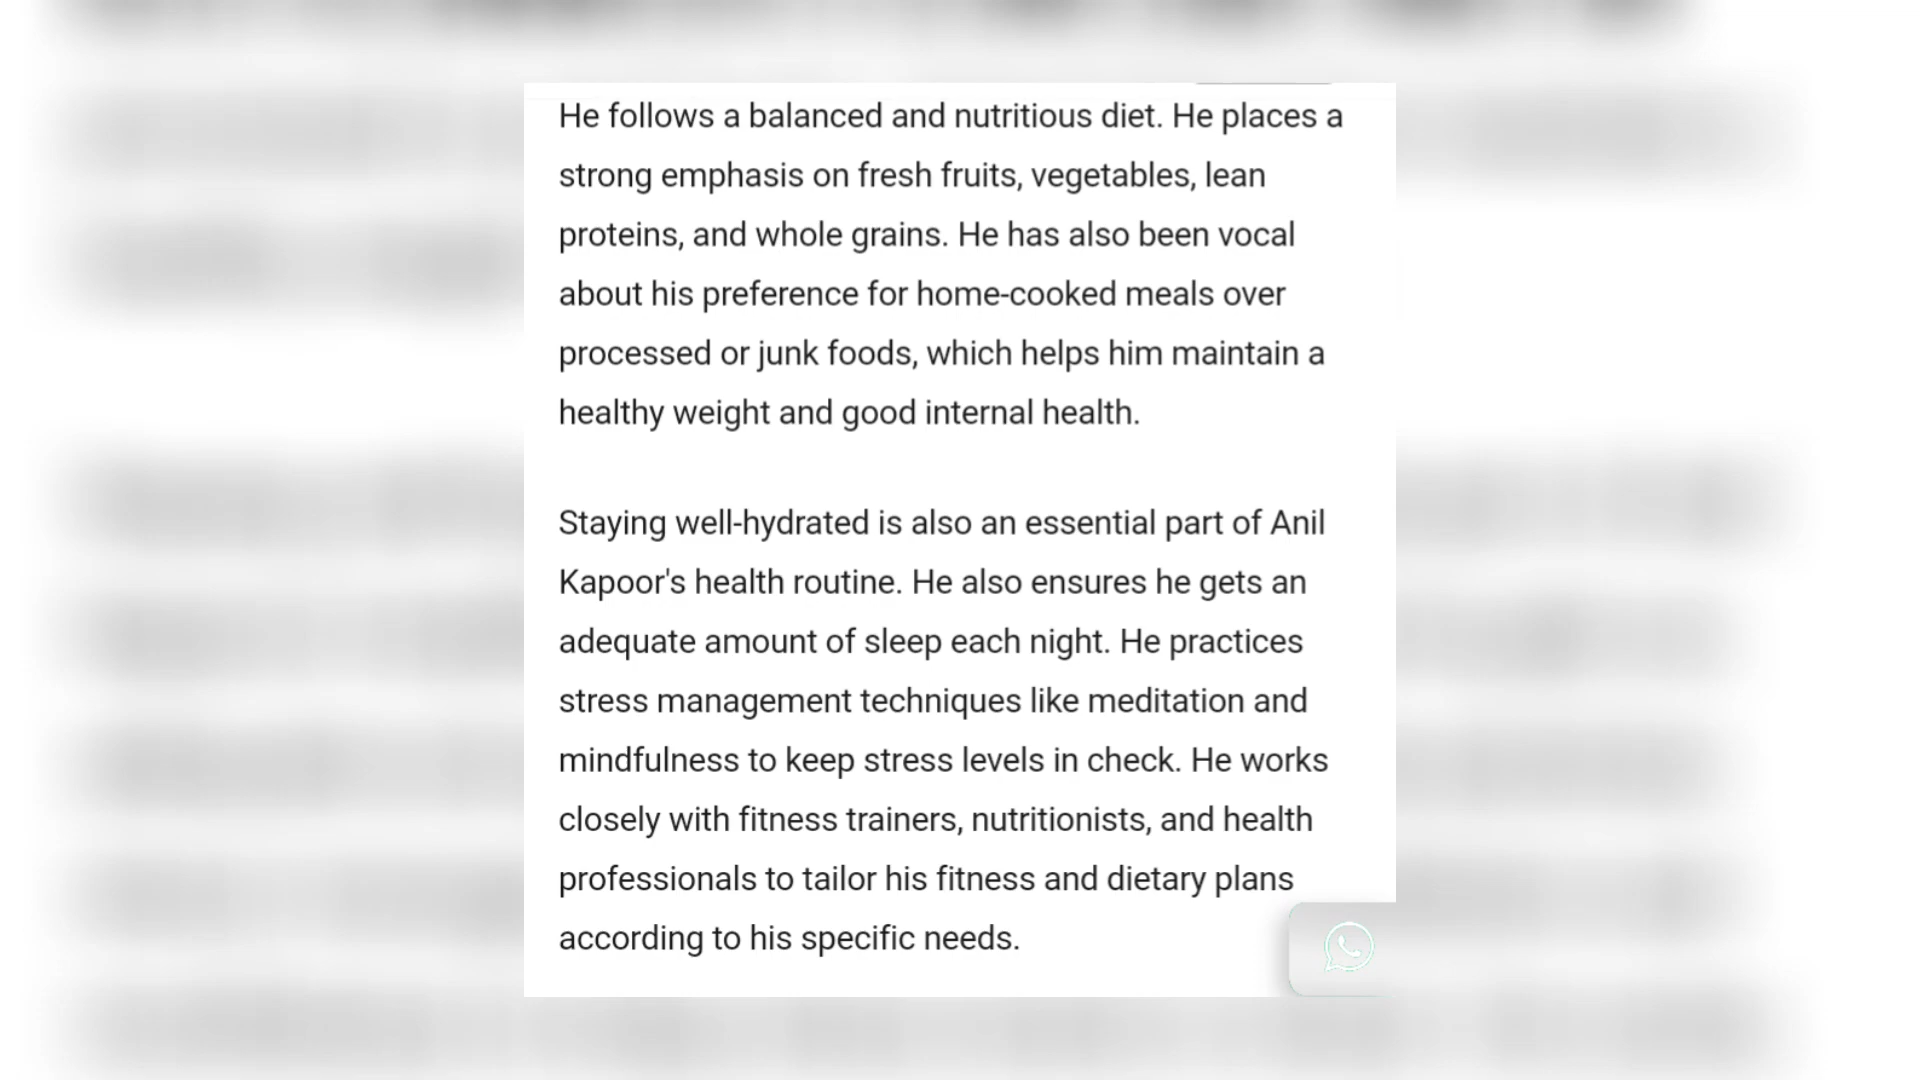 He follows a balanced and nutritious diet. He places a
strong emphasis on fresh fruits, vegetables, lean
proteins, and whole grains. He has also been vocal
about his preference for home-cooked meals over
processed or junk foods, which helps him maintain a
healthy weight and good internal health.
Staying well-hydrated is also an essential part of Anil
Kapoor's health routine. He also ensures he gets an
adequate amount of sleep each night. He practices
stress management techniques like meditation and
mindfulness to keep stress levels in check. He works
closely with fitness trainers, nutritionists, and health
professionals to tailor his fitness and dietary plans
according to his specific needs.